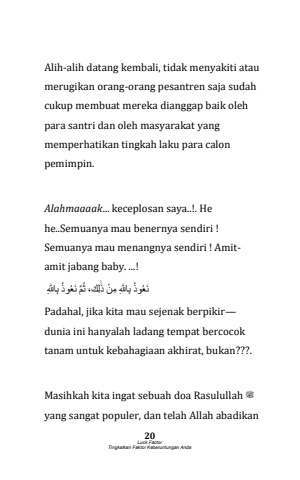 Alih-alih datang kembali, tidak menyakiti atau
merugikan orang-orang pesantren saja sudah
cukup membuat mereka dianggap baik oleh
para santri dan oleh masyarakat yang
memperhatikan tingkah laku para calon
pemimpin.
Alahmaaaak... keceplosan saya..!. He
he..Semuanya mau benernya sendiri !
Semuanya mau menangnya sendiri ! Amit-
amit jabang baby. ...!
نَعُوذُ بِاللهِ مِنْ ذٰلِكَ، ثُمَّ نَعُوذُ بِاللهِ
Padahal, jika kita mau sejenak berpikir—
dunia ini hanyalah ladang tempat bercocok
tanam untuk kebahagiaan akhirat, bukan???.
Masihkah kita ingat sebuah doa Rasulullah ﷺ
yang sangat populer, dan telah Allah abadikan
20
Luck Factor
Tingkatkan Faktor Keberuntungan Anda